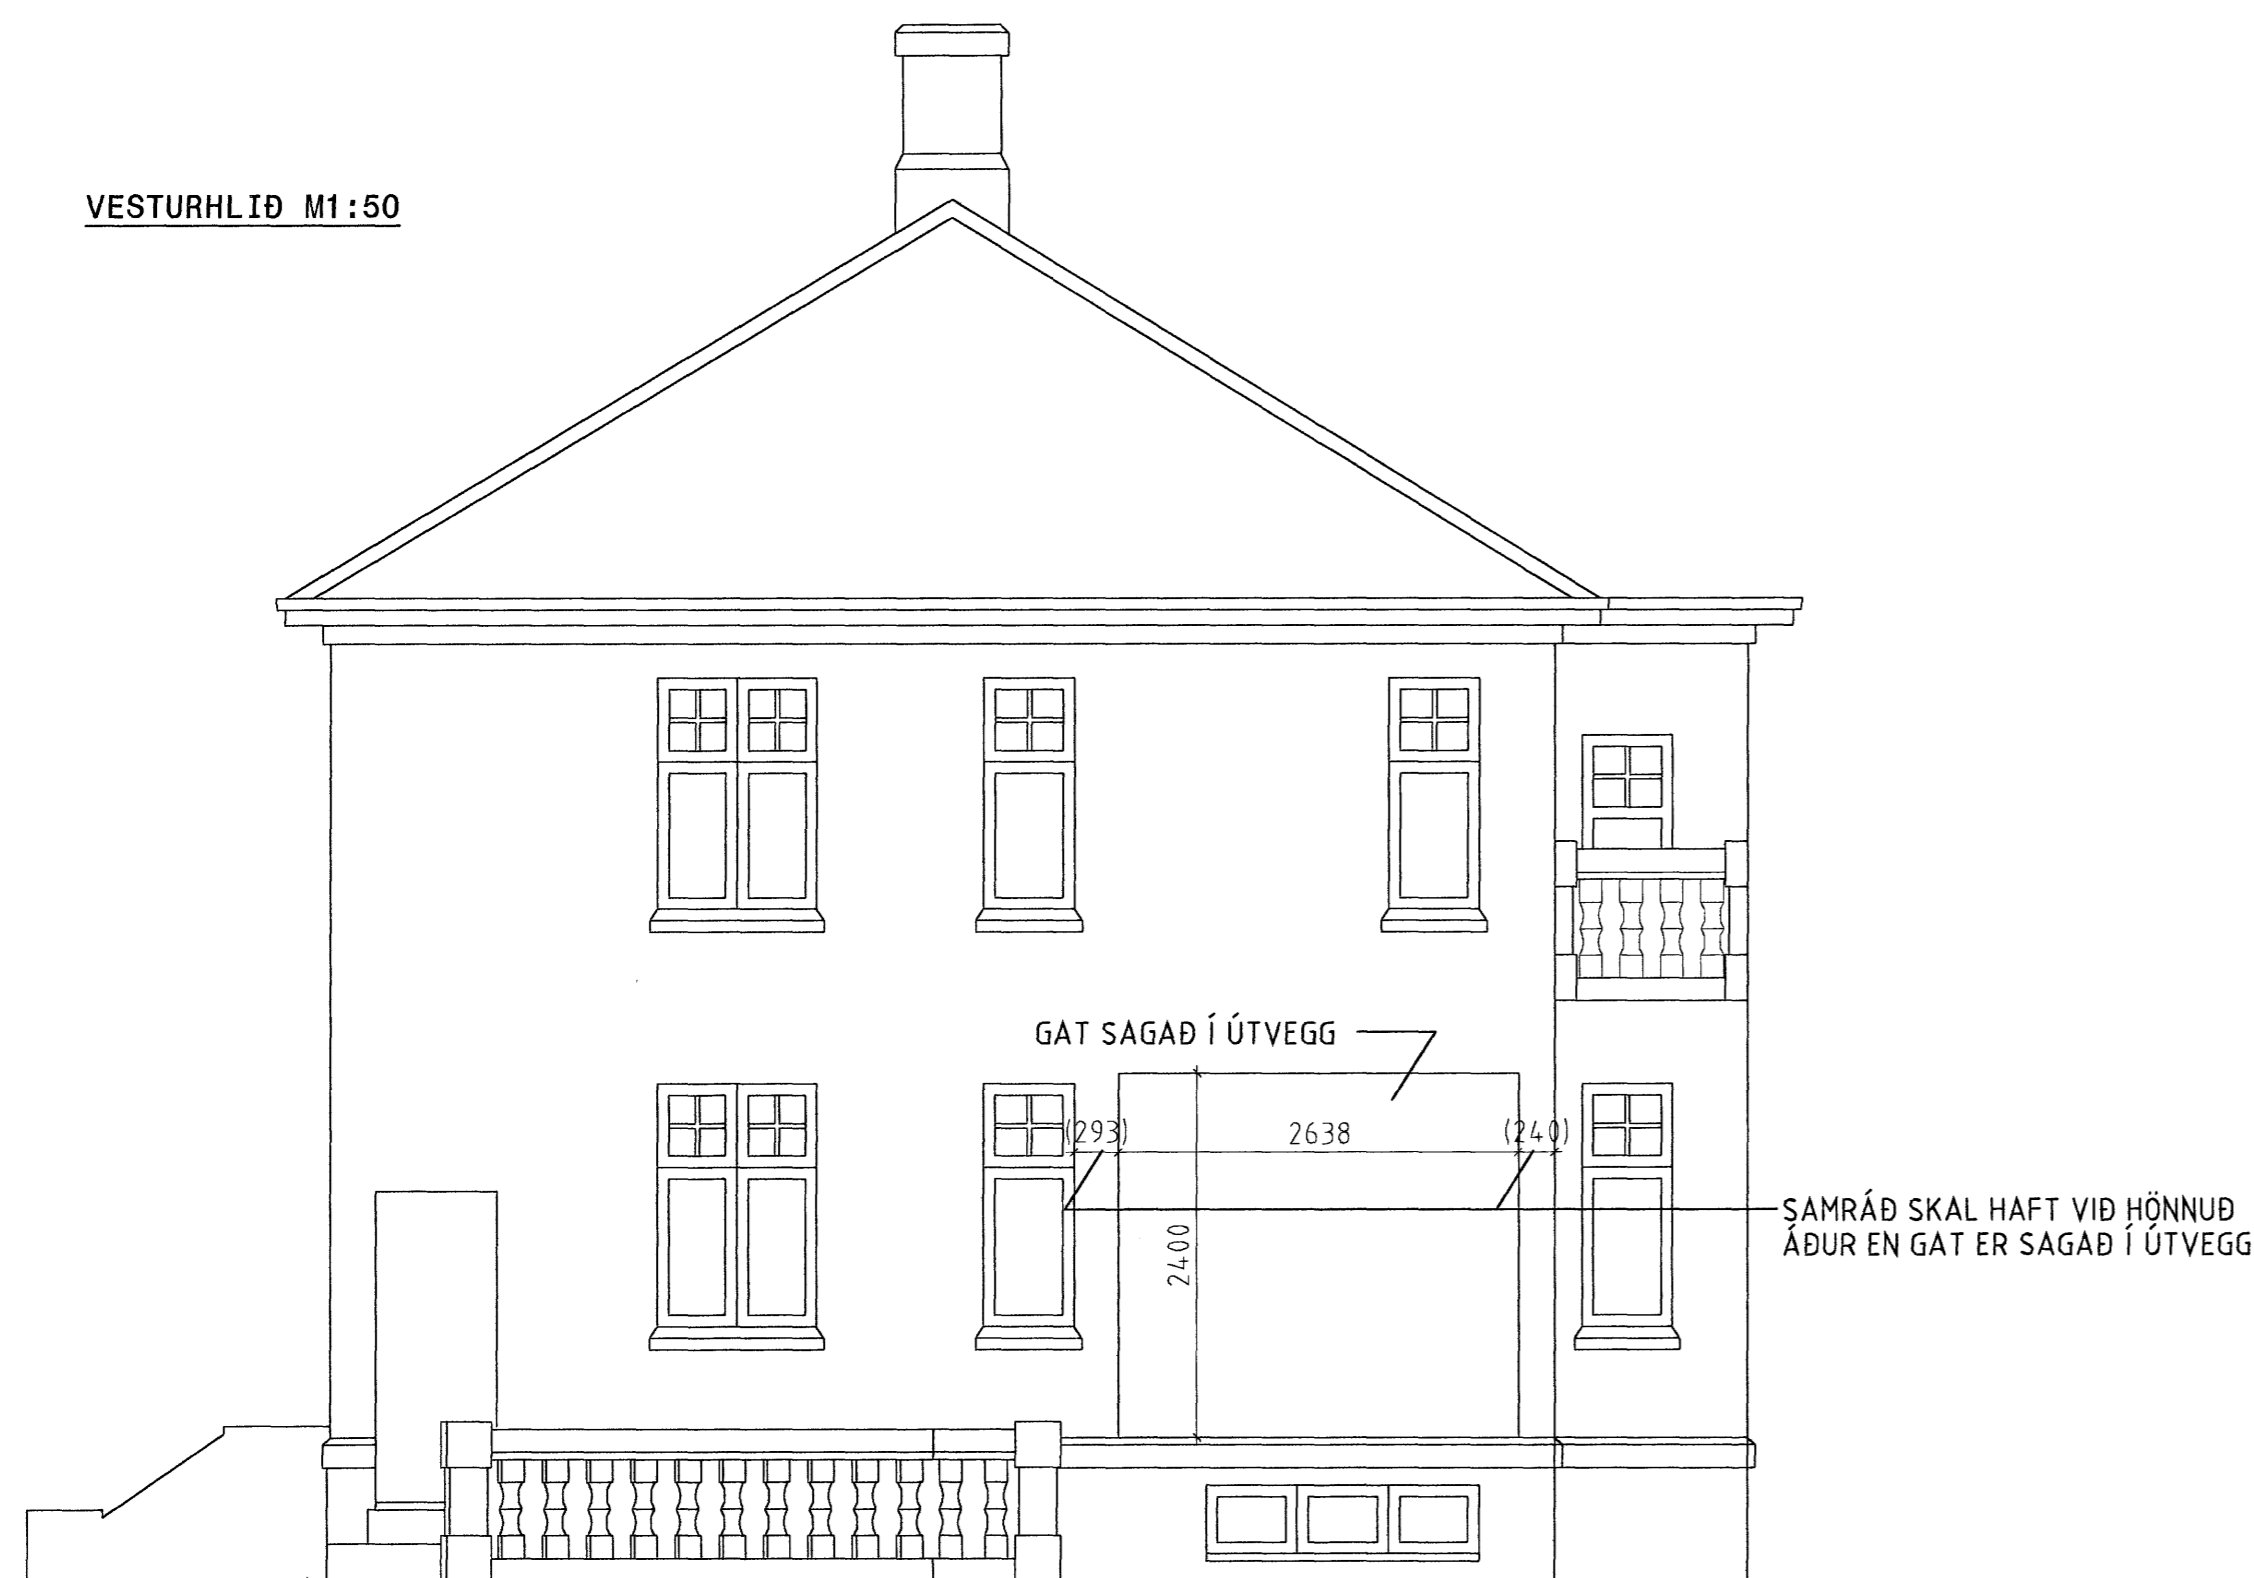 VESTURHLIÐ M1:50
GAT SAGAÐ Í ÚTVEGG
(293)
2638
(240)
2400
SAMRÁÐ SKAL HAFT VIÐ HÖNNUÐ
ÁÐUR EN GAT ER SAGAÐ Í ÚTVEGG